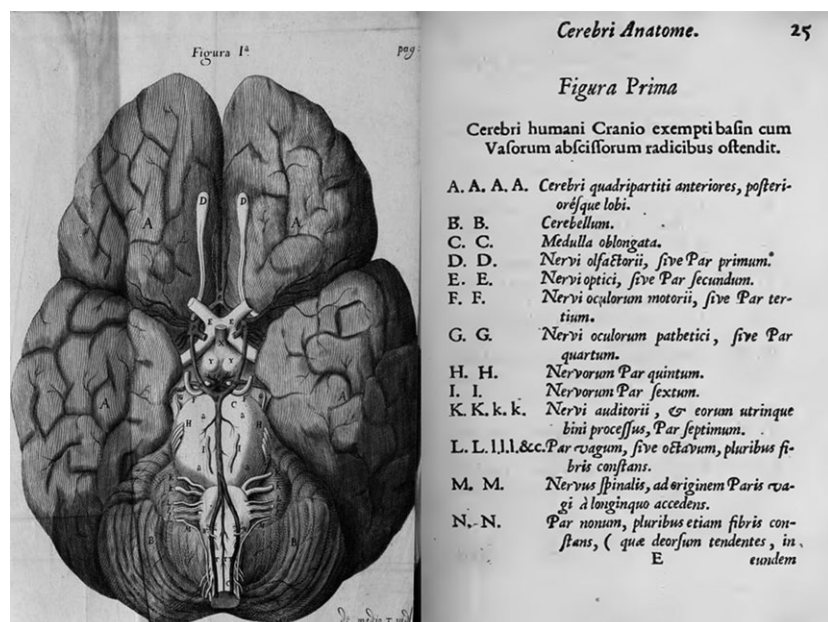 Figura 1ª.
pag:
A
A
D
D
E
E
Y
Y
C
H
H
I
A
A
B
B
M
Cerebri Anatome. 25
Figura Prima
Cerebri humani Cranio exempti baſin cum
Vaſorum abſciſſorum radicibus oſtendit.
A. A. A. A. Cerebri quadripartiti anteriores, poſteri-
oréſque lobi.
B. B. Cerebellum.
C. C. Medulla oblongata.
D. D. Nervi olfactorii, ſive Par primum.
E. E. Nervi optici, ſive Par ſecundum.
F. F. Nervi oculorum motorii, ſive Par ter-
tium.
G. G. Nervi oculorum pathetici, ſive Par
quartum.
H. H. Nervorum Par quintum.
I. I. Nervorum Par ſextum.
K. K. k. k. Nervi auditorii, & eorum utrinque
bini proceſſus, Par ſeptimum.
L. L. l.l.l.&c. Par vagum, ſive octavum, pluribus fi-
bris conſtans.
M. M. Nervus ſpinalis, ad originem Paris va-
gi à longinquo accedens.
N. N. Par nonum, pluribus etiam fibris con-
ſtans, ( quæ deorſum tendentes, in
E eundem